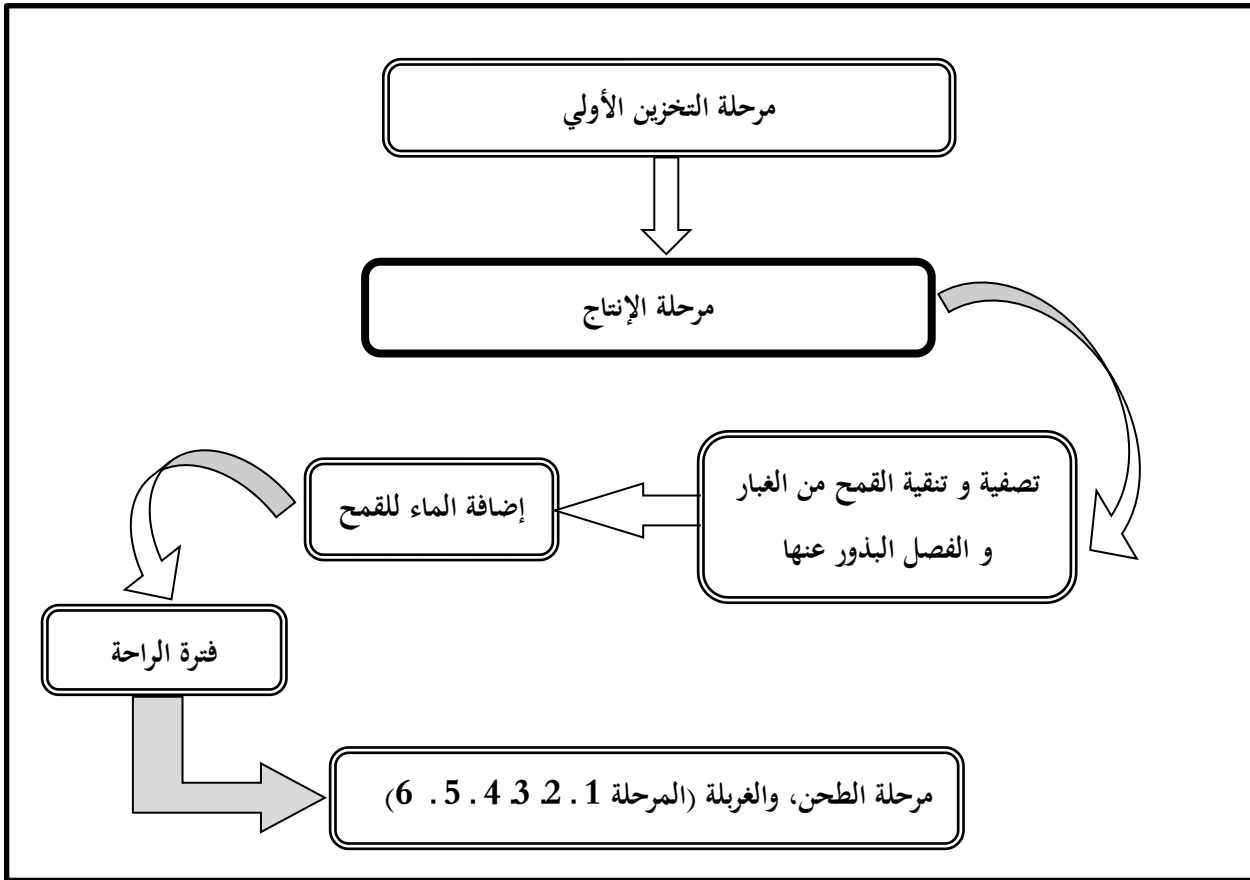 مرحلة التخزين الأولي
مرحلة الإنتاج
تصفية و تنقية القمح من الغبار
و الفصل البذور عنها
إضافة الماء للقمح
فترة الراحة
مرحلة الطحن، والغربلة (المرحلة 1 . 2. 3. 4 . 5 . 6)